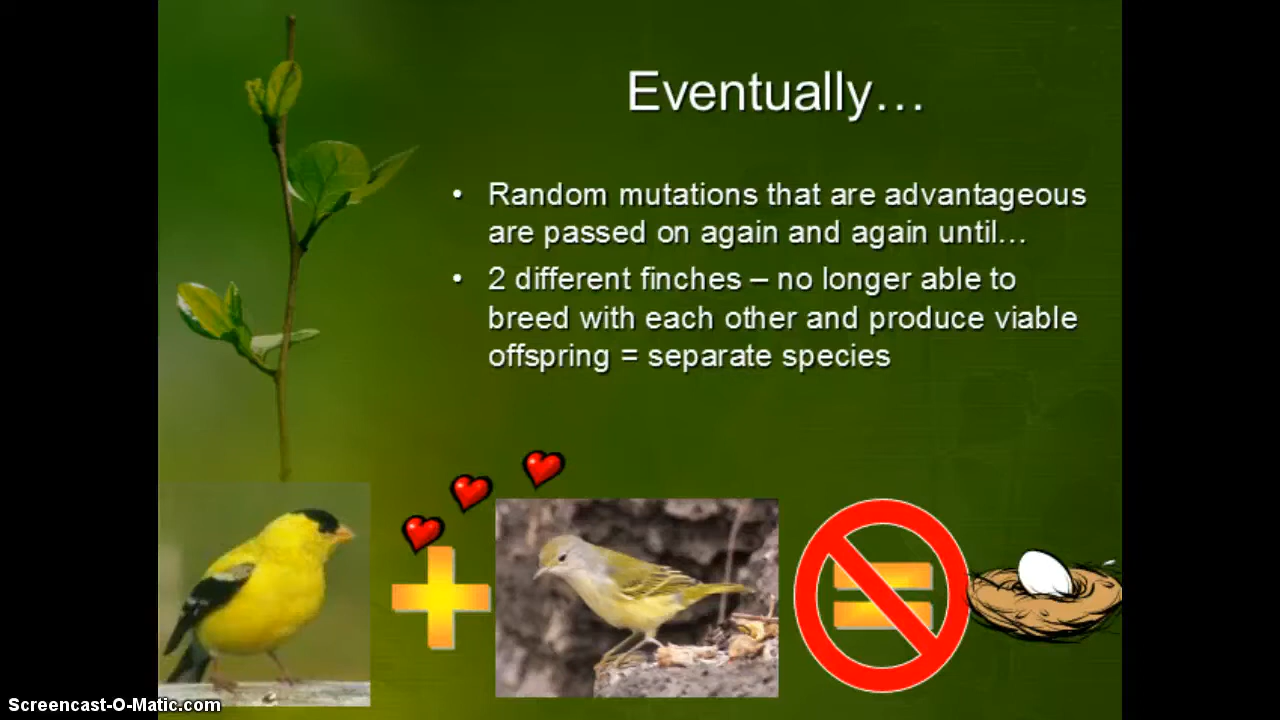 Eventually…
• Random mutations that are advantageous
are passed on again and again until…
• 2 different finches – no longer able to
breed with each other and produce viable
offspring = separate species
Screencast-O-Matic.com